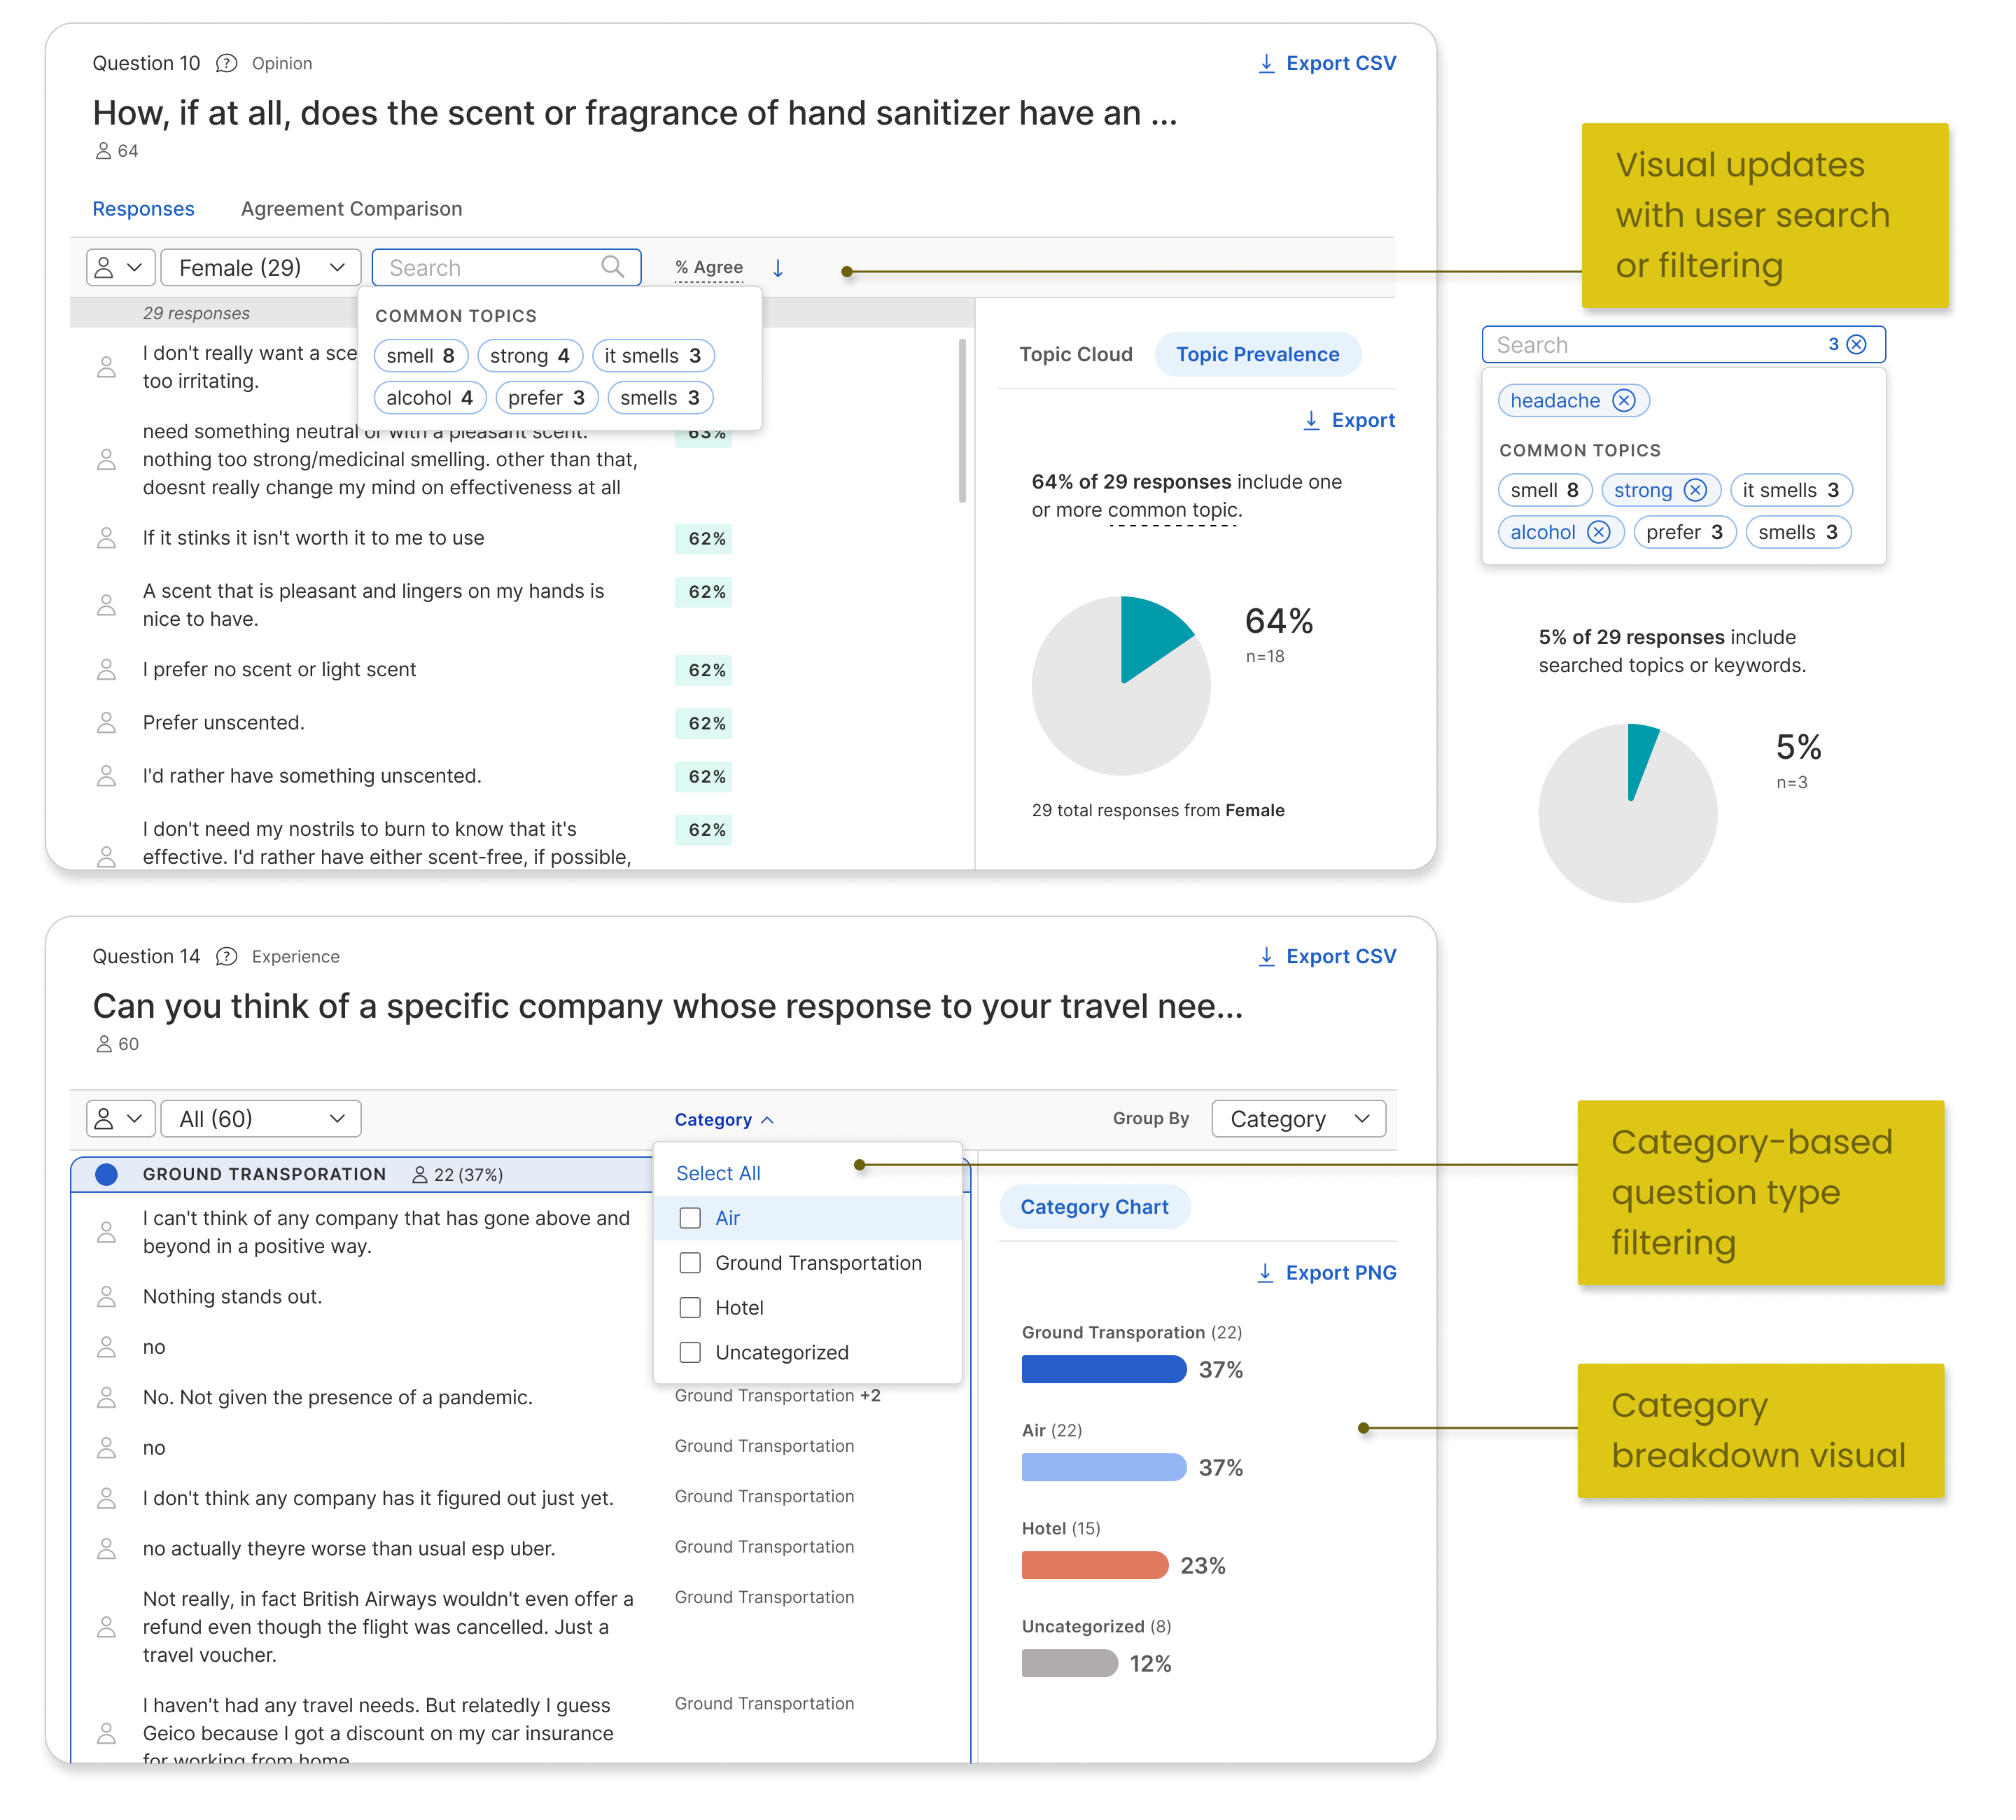 Question 10 Opinion
Export CSV
How, if at all, does the scent or fragrance of hand sanitizer have an ...
64
Responses Agreement Comparison
Female (29) Search % Agree
29 responses
COMMON TOPICS
smell 8 strong 4 it smells 3
alcohol 4 prefer 3 smells 3
I don't really want a sce
too irritating.
need something neutral or with a pleasant scent. 63%
nothing too strong/medicinal smelling. other than that,
doesnt really change my mind on effectiveness at all
If it stinks it isn't worth it to me to use 62%
A scent that is pleasant and lingers on my hands is 62%
nice to have.
I prefer no scent or light scent 62%
Prefer unscented. 62%
I'd rather have something unscented. 62%
I don't need my nostrils to burn to know that it's 62%
effective. I'd rather have either scent-free, if possible,
Topic Cloud Topic Prevalence
Export
64% of 29 responses include one
or more common topic.
64%
n=18
29 total responses from Female
Visual updates
with user search
or filtering
Search 3
headache
COMMON TOPICS
smell 8 strong it smells 3
alcohol prefer 3 smells 3
5% of 29 responses include
searched topics or keywords.
5%
n=3
Question 14 Experience
Export CSV
Can you think of a specific company whose response to your travel nee...
60
All (60) Category Group By Category
GROUND TRANSPORATION 22 (37%)
Select All
Air
Ground Transportation
Hotel
Uncategorized
I can't think of any company that has gone above and
beyond in a positive way.
Nothing stands out.
no
No. Not given the presence of a pandemic. Ground Transportation +2
no Ground Transportation
I don't think any company has it figured out just yet. Ground Transportation
no actually theyre worse than usual esp uber. Ground Transportation
Not really, in fact British Airways wouldn't even offer a Ground Transportation
refund even though the flight was cancelled. Just a
travel voucher.
I haven't had any travel needs. But relatedly I guess Ground Transportation
Geico because I got a discount on my car insurance
for working from home
Category Chart
Export PNG
Ground Transporation (22)
37%
Air (22)
37%
Hotel (15)
23%
Uncategorized (8)
12%
Category-based
question type
filtering
Category
breakdown visual